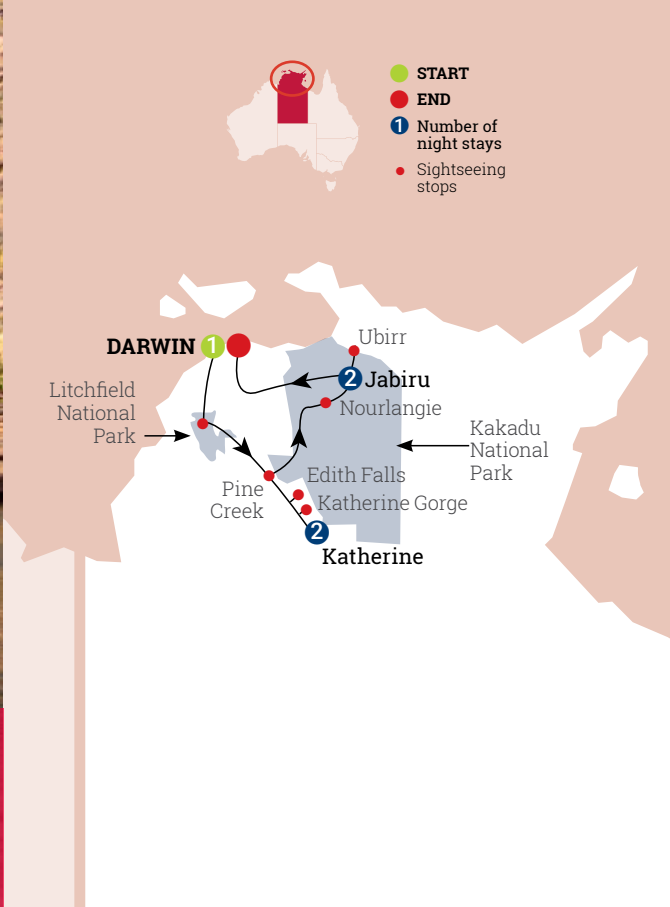 START
END
1 Number of
night stays
Sightseeing
stops
Ubirr
DARWIN 1
2 Jabiru
Litchfield
National
Park
Nourlangie
Kakadu
National
Park
Edith Falls
Pine
Creek
Katherine Gorge
2
Katherine